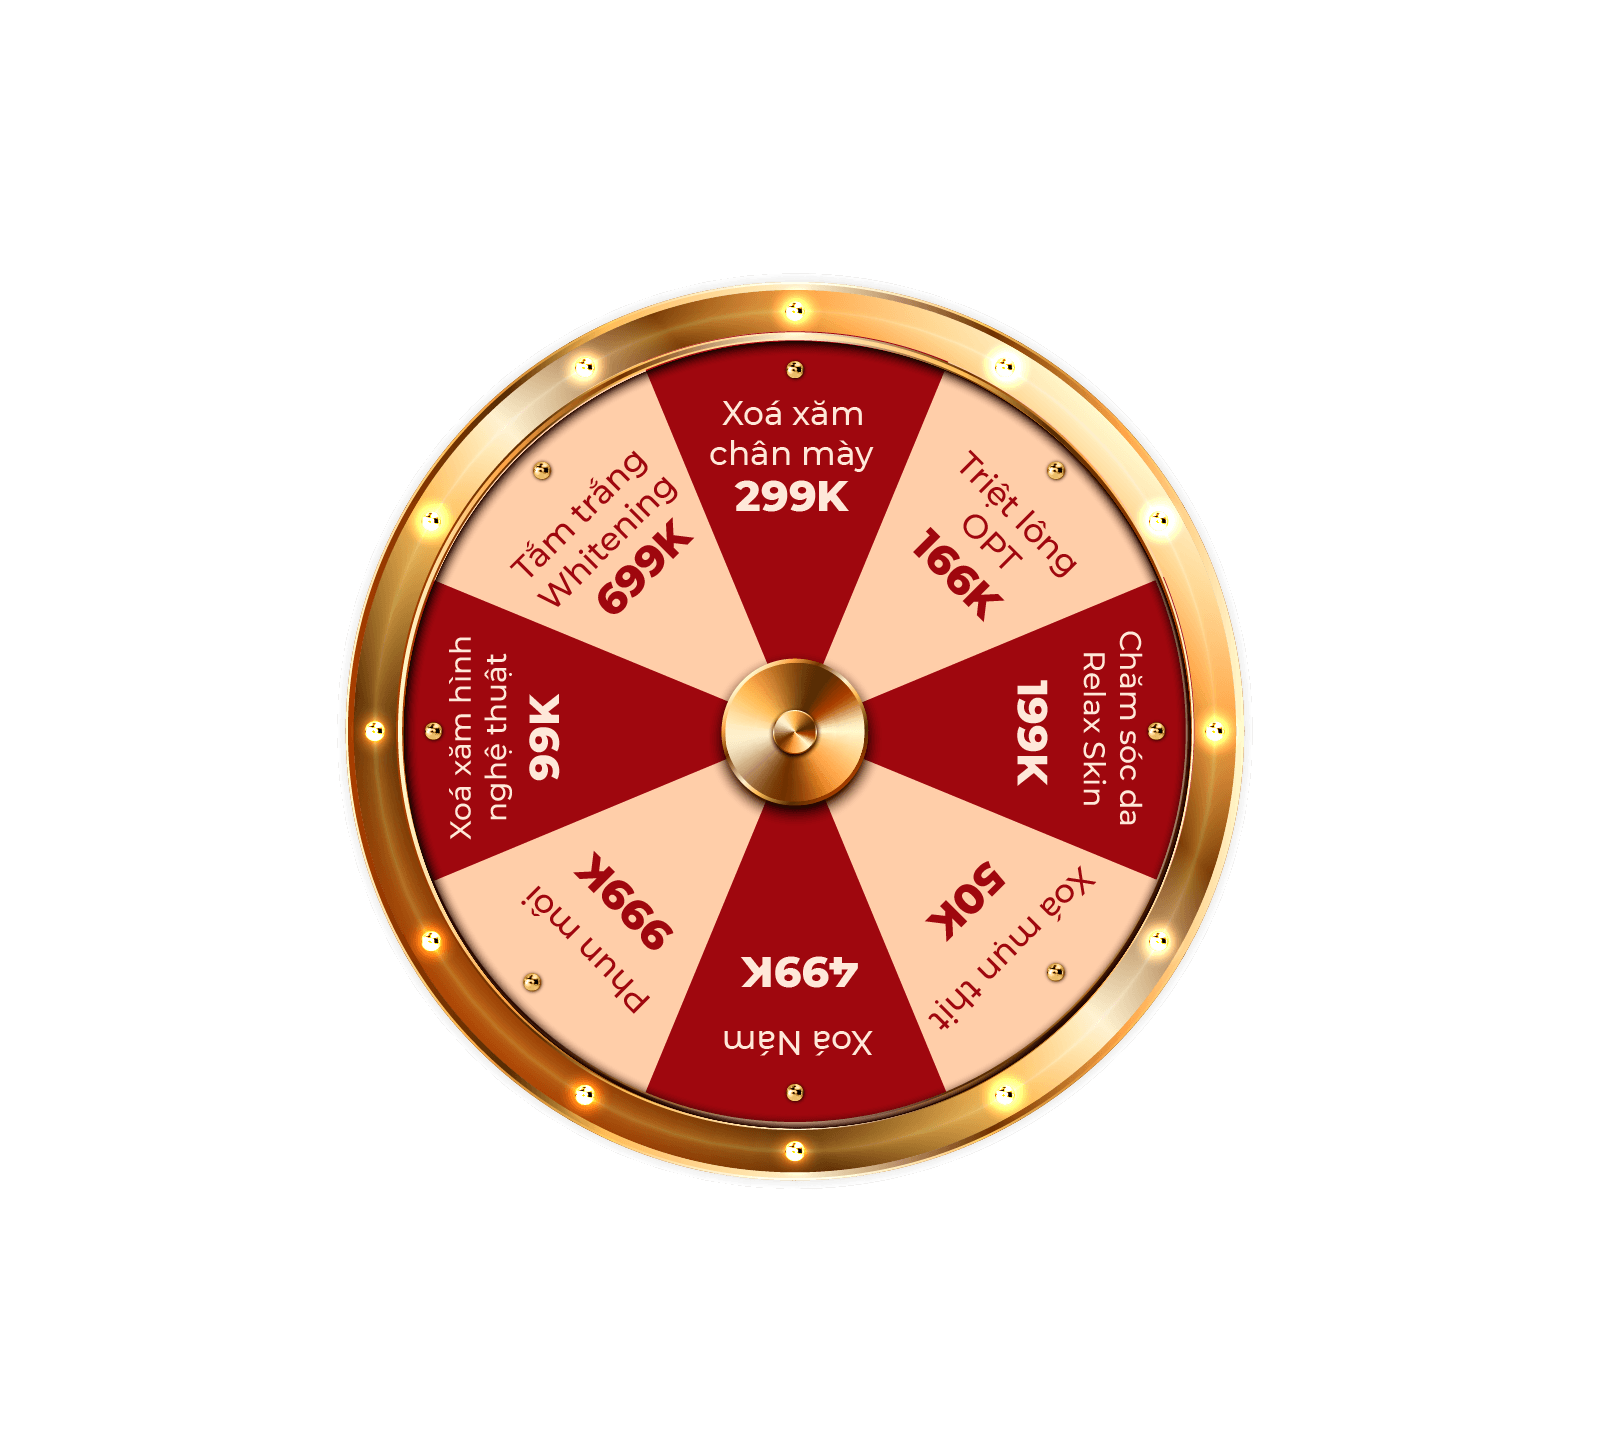 Xoá xăm
chân mày
299K
Triệt lông
OPT
166K
Chăm sóc da
Relax Skin
199K
Xoá mụn thịt
50K
Xoá Nám
499K
Phun môi
999K
Xoá xăm hình
nghệ thuật
99K
Tắm trắng
Whitening
699K